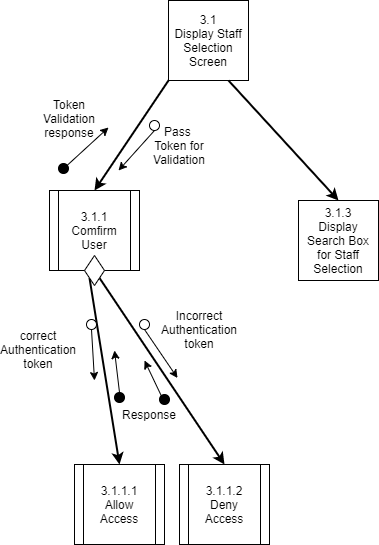 3.1
Display Staff
Selection
Screen
Token
Validation
response
Pass
Token for
Validation
3.1.1
Comfirm
User
3.1.3
Display
Search Box
for Staff
Selection
correct
Authentication
token
Incorrect
Authentication
token
Response
3.1.1.1
Allow
Access
3.1.1.2
Deny
Access